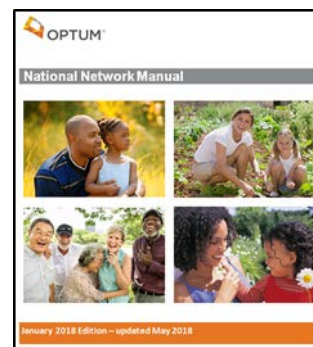 OPTUM
National Network Manual
January 2018 Edition – updated May 2018